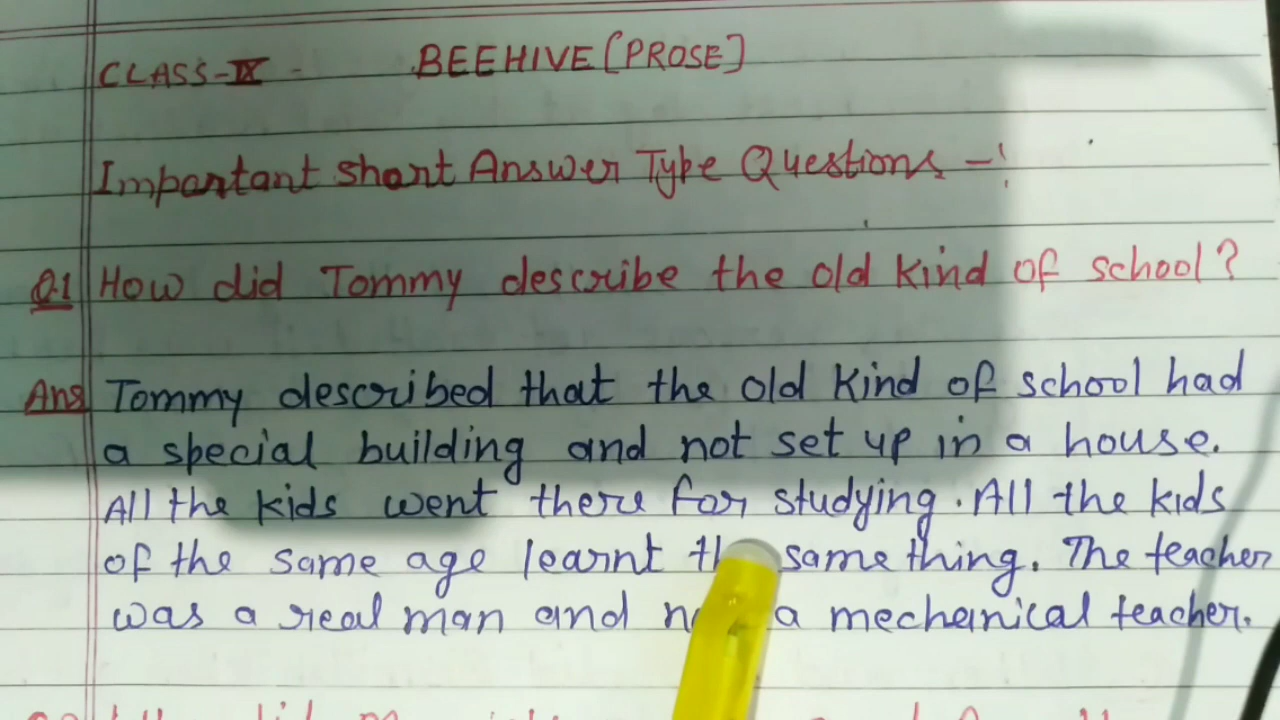 CLASS-IX - BEEHIVE [PROSE]
Important Short Answer Type Questions -:
Q.1 How did Tommy describe the old kind of school?
Ans Tommy described that the old kind of school had
a special building and not set up in a house.
All the kids went there for studying. All the kids
of the same age learnt same thing. The teacher
was a real man and a mechanical teacher.